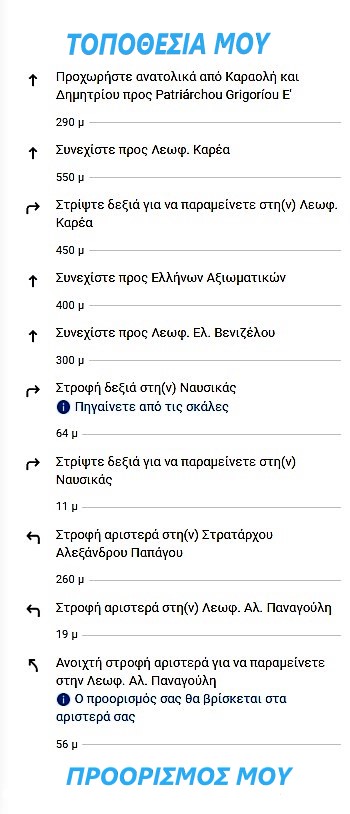 ΤΟΠΟΘΕΣΙΑ ΜΟΥ
Προχωρήστε ανατολικά από Καραολή και
Δημητρίου προς Patriárchou Grigoríou E'
290 μ
Συνεχίστε προς Λεωφ. Καρέα
550 μ
Στρίψτε δεξιά για να παραμείνετε στη(ν) Λεωφ.
Καρέα
450 μ
Συνεχίστε προς Ελλήνων Αξιωματικών
400 μ
Συνεχίστε προς Λεωφ. Ελ. Βενιζέλου
300 μ
Στροφή δεξιά στη(ν) Ναυσικάς
Πηγαίνετε από τις σκάλες
64 μ
Στρίψτε δεξιά για να παραμείνετε στη(ν)
Ναυσικάς
11 μ
Στροφή αριστερά στη(ν) Στρατάρχου
Αλεξάνδρου Παπάγου
260 μ
Στροφή αριστερά στη(ν) Λεωφ. Αλ. Παναγούλη
19 μ
Ανοιχτή στροφή αριστερά για να παραμείνετε
στην Λεωφ. Αλ. Παναγούλη
Ο προορισμός σας θα βρίσκεται στα
αριστερά σας
56 μ
ΠΡΟΟΡΙΣΜΟΣ ΜΟΥ